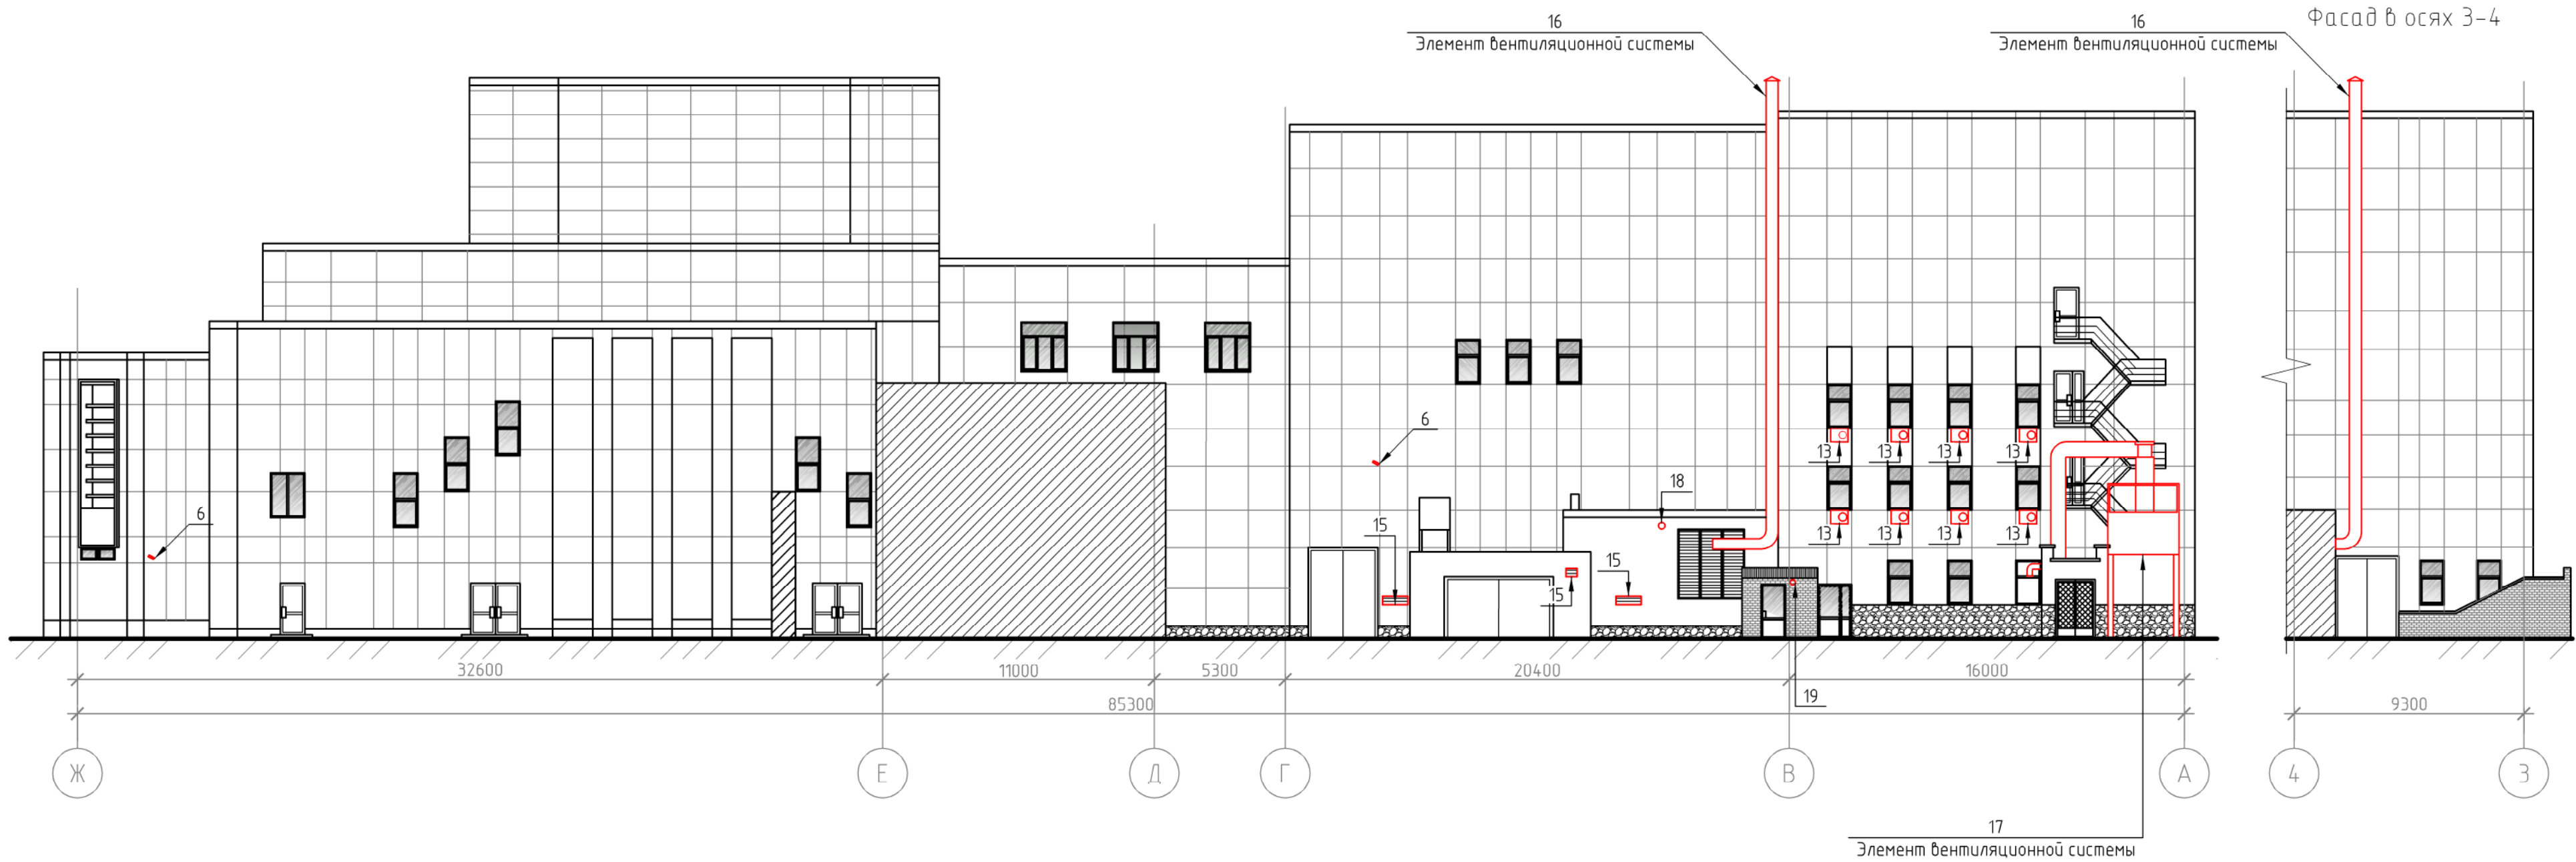 Фасад в осях 3-4
16
Элемент вентиляционной системы
16
Элемент вентиляционной системы
6
6
18
15
15
15
13
13
13
13
13
13
13
13
32600
11000
5300
20400
16000
19
85300
9300
Ж
Е
Д
Г
В
А
4
3
17
Элемент вентиляционной системы